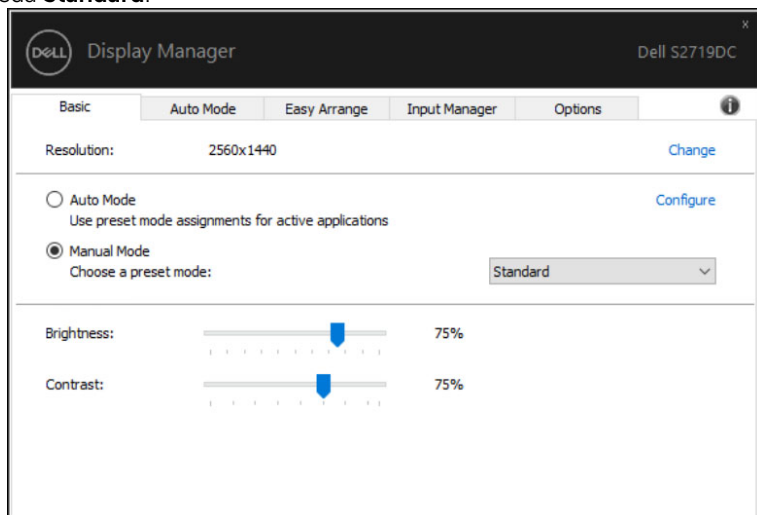 Standard.
x
DELL Display Manager Dell S2719DC
Basic Auto Mode Easy Arrange Input Manager Options i
Resolution: 2560x1440 Change
Auto Mode Configure
Use preset mode assignments for active applications
Manual Mode
Choose a preset mode: Standard
Brightness: 75%
Contrast: 75%